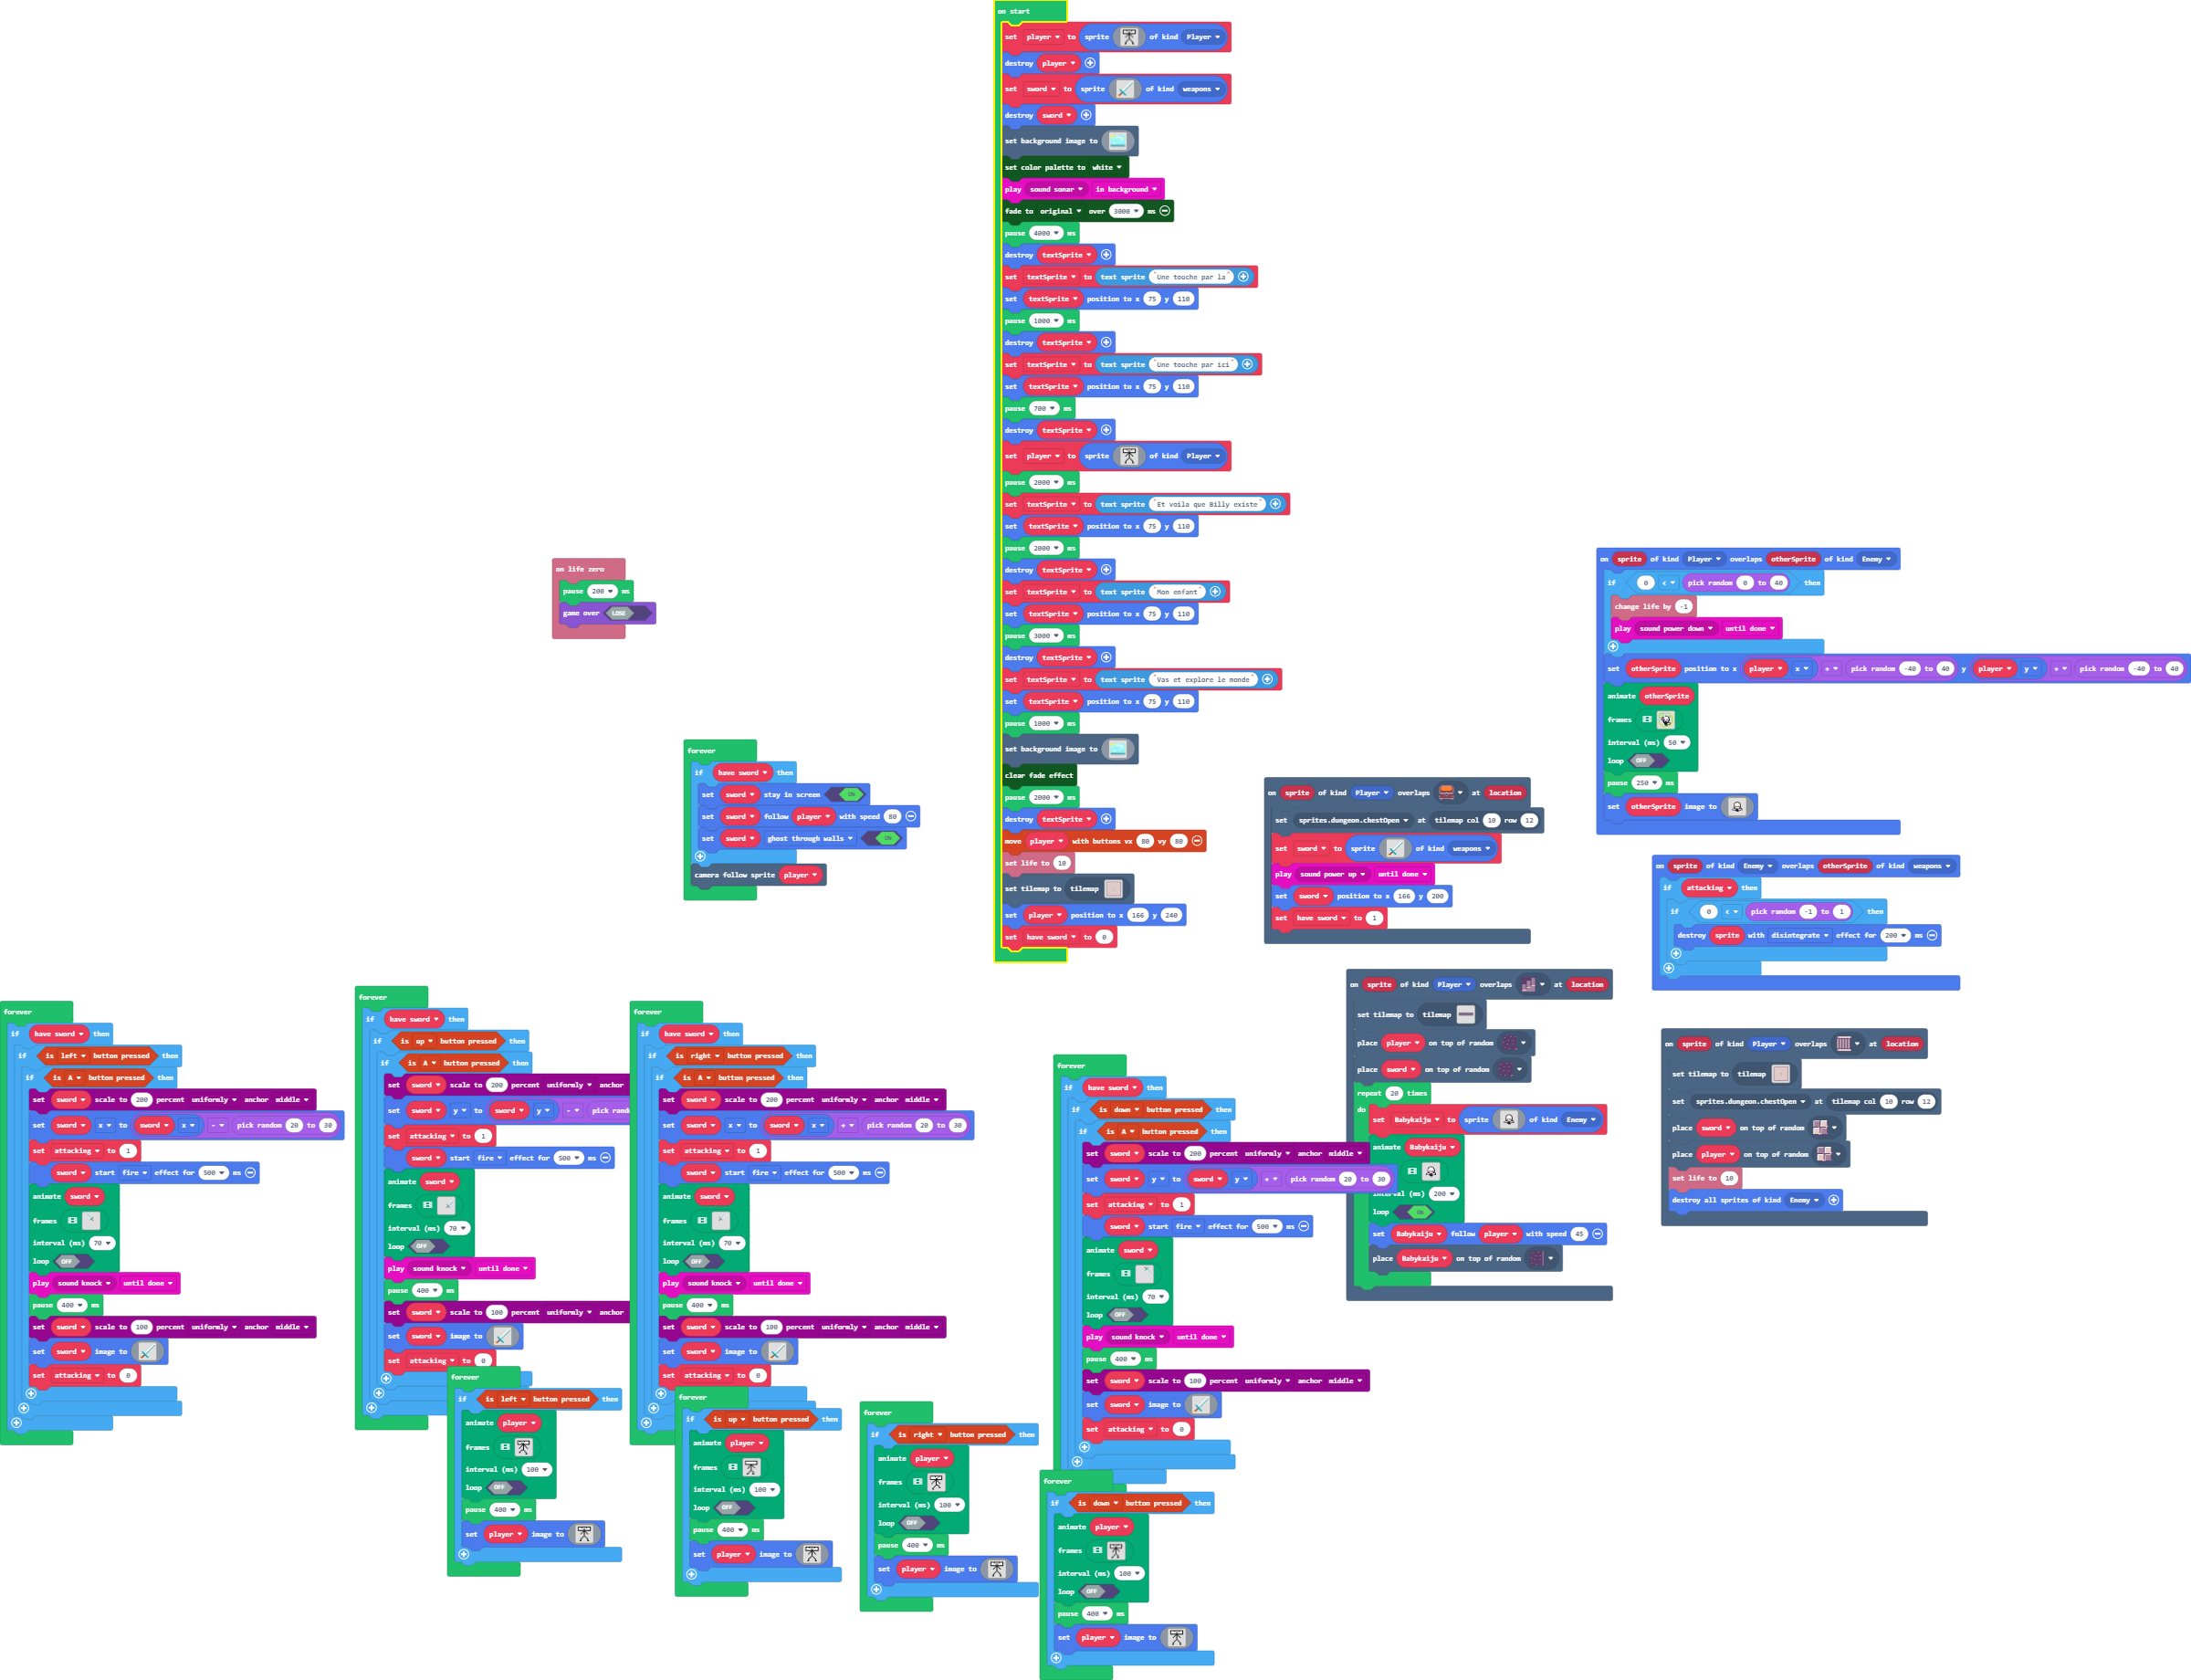 on start
set player to sprite of kind Player
destroy player
set sword to sprite of kind weapons
destroy sword
set background image to
set color palette to white
play sound sonar in background
fade to original over 3000 ms
pause 4000 ms
destroy textSprite
set textSprite to text sprite "Une touche par la"
set textSprite position to x 75 y 110
pause 1000 ms
destroy textSprite
set textSprite to text sprite "Une touche par ici"
set textSprite position to x 75 y 110
pause 700 ms
destroy textSprite
set player to sprite of kind Player
pause 2000 ms
set textSprite to text sprite "Et voila que Billy existe"
set textSprite position to x 75 y 110
pause 2000 ms
destroy textSprite
set textSprite to text sprite "Mon enfant"
set textSprite position to x 75 y 110
pause 3000 ms
destroy textSprite
set textSprite to text sprite "Vas et explore le monde"
set textSprite position to x 75 y 110
pause 1000 ms
set background image to
clear fade effect
pause 2000 ms
destroy textSprite
move player with buttons vx 80 vy 80
set life to 10
set tilemap to tilemap
set player position to x 166 y 240
set have sword to 0
on life zero
pause 200 ms
game over LOSE
forever
if have sword then
set sword stay in screen ON
set sword follow player with speed 80
set sword ghost through walls ON
camera follow sprite player
on sprite of kind Player overlaps otherSprite of kind Enemy
if 0 < pick random 0 to 40 then
change life by -1
play sound power down until done
set otherSprite position to x player x + pick random -40 to 40 y player y + pick random -40 to 40
animate otherSprite
frames
interval (ms) 50
loop OFF
pause 250 ms
set otherSprite image to
on sprite of kind Player overlaps at location
set sprites.dungeon.chestOpen at tilemap col 10 row 12
set sword to sprite of kind weapons
play sound power up until done
set sword position to x 166 y 200
set have sword to 1
on sprite of kind Enemy overlaps otherSprite of kind weapons
if attacking then
if 0 < pick random -1 to 1 then
destroy sprite with disintegrate effect for 200 ms
on sprite of kind Player overlaps at location
set tilemap to tilemap
place player on top of random
place sword on top of random
repeat 20 times
do
set Babykaiju to sprite of kind Enemy
animate Babykaiju
interval (ms) 200
loop ON
set Babykaiju follow player with speed 45
place Babykaiju on top of random
on sprite of kind Player overlaps at location
set tilemap to tilemap
set sprites.dungeon.chestOpen at tilemap col 10 row 12
place sword on top of random
place player on top of random
set life to 10
destroy all sprites of kind Enemy
forever
if have sword then
if is left button pressed then
if is A button pressed then
set sword scale to 200 percent uniformly anchor middle
set sword x to sword x - pick random 20 to 30
set attacking to 1
sword start fire effect for 500 ms
animate sword
frames
interval (ms) 70
loop OFF
play sound knock until done
pause 400 ms
set sword scale to 100 percent uniformly anchor middle
set sword image to
set attacking to 0
forever
if have sword then
if is up button pressed then
if is A button pressed then
set sword scale to 200 percent uniformly anchor
set sword y to sword y - pick
set attacking to 1
sword start fire effect for 500 ms
animate sword
frames
interval (ms) 70
loop OFF
play sound knock until done
pause 400 ms
set sword scale to 100 percent uniformly anchor
set sword image to
set attacking to 0
forever
if have sword then
if is right button pressed then
if is A button pressed then
set sword scale to 200 percent uniformly anchor middle
set sword x to sword x + pick random 20 to 30
set attacking to 1
sword start fire effect for 500 ms
animate sword
frames
interval (ms) 70
loop OFF
play sound knock until done
pause 400 ms
set sword scale to 100 percent uniformly anchor middle
set sword image to
set attacking to 0
forever
if have sword then
if is down button pressed then
if is A button pressed then
set sword scale to 200 percent uniformly anchor middle
set sword y to sword y + pick random 20 to 30
set attacking to 1
sword start fire effect for 500 ms
animate sword
frames
interval (ms) 70
loop OFF
play sound knock until done
pause 400 ms
set sword scale to 100 percent uniformly anchor middle
set sword image to
set attacking to 0
forever
if is left button pressed then
animate player
frames
interval (ms) 100
loop OFF
pause 400 ms
set player image to
forever
if is up button pressed then
animate player
frames
interval (ms) 100
loop OFF
pause 400 ms
set player image to
forever
if is right button pressed then
animate player
frames
interval (ms) 100
loop OFF
pause 400 ms
set player image to
forever
if is down button pressed then
animate player
frames
interval (ms) 100
loop OFF
pause 400 ms
set player image to